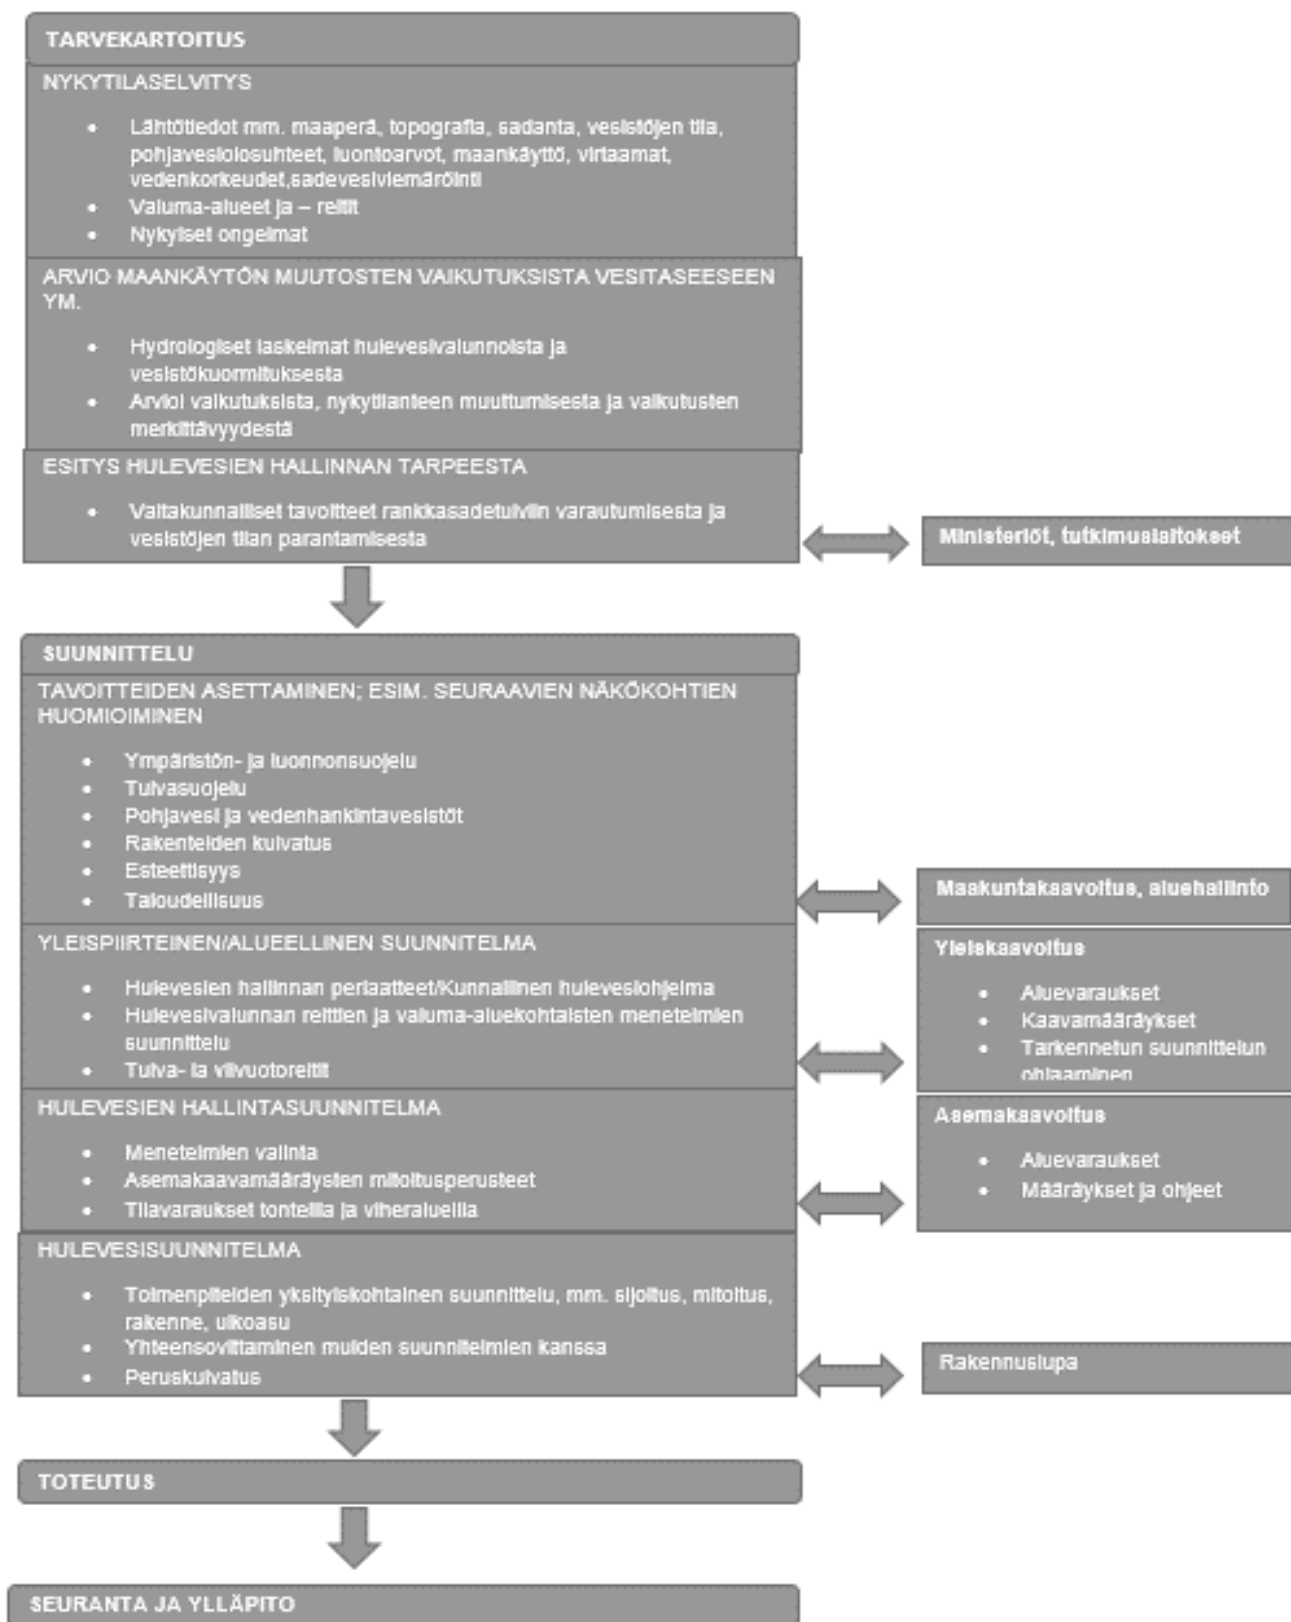 TARVEKARTOITUS
NYKYTILASELVITYS
• Lähtötiedot mm. maaperä, topografia, sadanta, vesistöjen tila,
pohjavesiolosuhteet, luontoarvot, maankäyttö, virtaamat,
vedenkorkeudet,sadevesiviemäröinti
• Valuma-alueet ja – reitit
• Nykyiset ongelmat
ARVIO MAANKÄYTÖN MUUTOSTEN VAIKUTUKSISTA VESITASEESEEN
YM.
• Hydrologiset laskelmat hulevesivalunnoista ja
vesistökuormituksesta
• Arvioi vaikutuksista, nykytilanteen muuttumisesta ja vaikutusten
merkittävyydestä
ESITYS HULEVESIEN HALLINNAN TARPEESTA
• Valtakunnalliset tavoitteet rankkasadetulviin varautumisesta ja
vesistöjen tilan parantamisesta
Ministeriöt, tutkimuslaitokset
SUUNNITTELU
TAVOITTEIDEN ASETTAMINEN; ESIM. SEURAAVIEN NÄKÖKOHTIEN
HUOMIOIMINEN
• Ympäristön- ja luonnonsuojelu
• Tulvasuojelu
• Pohjavesi ja vedenhankintavesistöt
• Rakenteiden kuivatus
• Esteettisyys
• Taloudellisuus
Maakuntakaavoitus, aluehallinto
YLEISPIIRTEINEN/ALUEELLINEN SUUNNITELMA
• Hulevesien hallinnan periaatteet/Kunnallinen hulevesiohjelma
• Hulevesivalunnan reittien ja valuma-aluekohtaisten menetelmien
suunnittelu
• Tulva- ja ylivuotoreitit
Yleiskaavoitus
• Aluevaraukset
• Kaavamääräykset
• Tarkennetun suunnittelun
ohjaaminen
HULEVESIEN HALLINTASUUNNITELMA
• Menetelmien valinta
• Asemakaavamääräysten mitoitusperusteet
• Tilavaraukset tonteilla ja viheralueilla
Asemakaavoitus
• Aluevaraukset
• Määräykset ja ohjeet
HULEVESISUUNNITELMA
• Toimenpiteiden yksityiskohtainen suunnittelu, mm. sijoitus, mitoitus,
rakenne, ulkoasu
• Yhteensovittaminen muiden suunnitelmien kanssa
• Peruskuivatus
Rakennuslupa
TOTEUTUS
SEURANTA JA YLLÄPITO